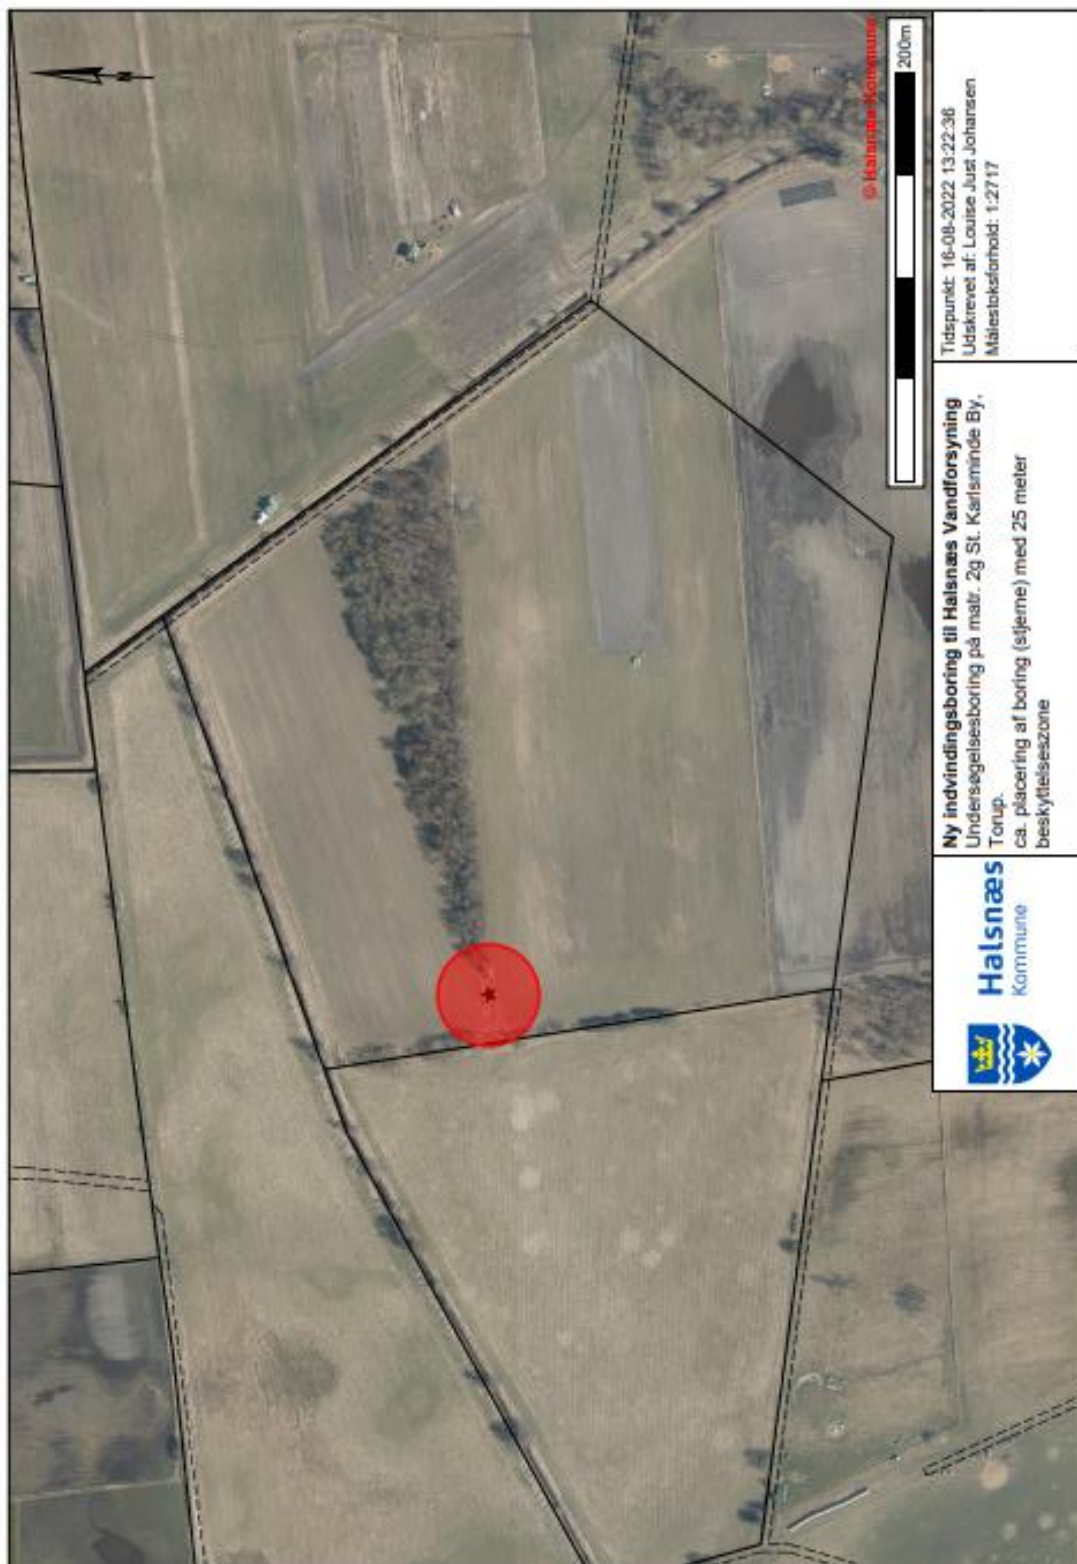 N
© Halsnæs Kommune
200m
Halsnæs
Kommune
Ny indvindingsboring til Halsnæs Vandforsyning
Undersøgelsesboring på matr. 2g St. Karlsminde By,
Torup.
ca. placering af boring (stjerne) med 25 meter
beskyttelseszone
Tidspunkt: 16-08-2022 13:22:36
Udskrevet af: Louise Just Johansen
Målestoksforhold: 1:2717